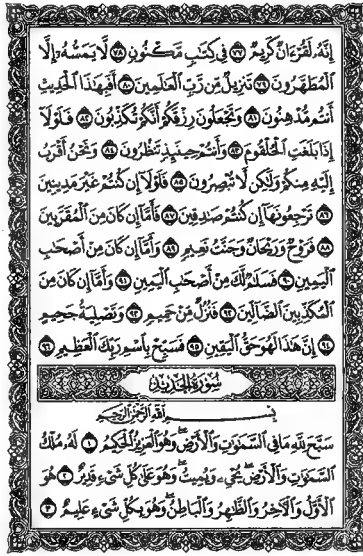 إِنَّهُۥ لَقُرْءَانٌ كَرِيمٌ ٧٧ فِى كِتَٰبٍ مَّكْنُونٍ ٧٨ لَّا يَمَسُّهُۥٓ إِلَّا
ٱلْمُطَهَّرُونَ ٧٩ تَنزِيلٌ مِّن رَّبِّ ٱلْعَٰلَمِينَ ٨٠ أَفَبِهَٰذَا ٱلْحَدِيثِ
أَنتُم مُّدْهِنُونَ ٨١ وَتَجْعَلُونَ رِزْقَكُمْ أَنَّكُمْ تُكَذِّبُونَ ٨٢ فَلَوْلَآ
إِذَا بَلَغَتِ ٱلْحُلْقُومَ ٨٣ وَأَنتُمْ حِينَئِذٍ تَنظُرُونَ ٨٤ وَنَحْنُ أَقْرَبُ
إِلَيْهِ مِنكُمْ وَلَٰكِن لَّا تُبْصِرُونَ ٨٥ فَلَوْلَآ إِن كُنتُمْ غَيْرَ مَدِينِينَ
٨٦ تَرْجِعُونَهَآ إِن كُنتُمْ صَٰدِقِينَ ٨٧ فَأَمَّآ إِن كَانَ مِنَ ٱلْمُقَرَّبِينَ
٨٨ فَرَوْحٌ وَرَيْحَانٌ وَجَنَّتُ نَعِيمٍ ٨٩ وَأَمَّآ إِن كَانَ مِنْ أَصْحَٰبِ
ٱلْيَمِينِ ٩٠ فَسَلَٰمٌ لَّكَ مِنْ أَصْحَٰبِ ٱلْيَمِينِ ٩١ وَأَمَّآ إِن كَانَ مِنَ
ٱلْمُكَذِّبِينَ ٱلضَّآلِّينَ ٩٢ فَنُزُلٌ مِّنْ حَمِيمٍ ٩٣ وَتَصْلِيَةُ جَحِيمٍ
٩٤ إِنَّ هَٰذَا لَهُوَ حَقُّ ٱلْيَقِينِ ٩٥ فَسَبِّحْ بِٱسْمِ رَبِّكَ ٱلْعَظِيمِ ٩٦
سُورَةُ الحَدِيد
بِسْمِ ٱللَّهِ ٱلرَّحْمَٰنِ ٱلرَّحِيمِ
سَبَّحَ لِلَّهِ مَا فِى ٱلسَّمَٰوَٰتِ وَٱلْأَرْضِ ۖ وَهُوَ ٱلْعَزِيزُ ٱلْحَكِيمُ ١ لَهُۥ مُلْكُ
ٱلسَّمَٰوَٰتِ وَٱلْأَرْضِ ۖ يُحْىِۦ وَيُمِيتُ ۖ وَهُوَ عَلَىٰ كُلِّ شَىْءٍ قَدِيرٌ ٢ هُوَ
ٱلْأَوَّلُ وَٱلْءَاخِرُ وَٱلظَّٰهِرُ وَٱلْبَاطِنُ ۖ وَهُوَ بِكُلِّ شَىْءٍ عَلِيمٌ ٣